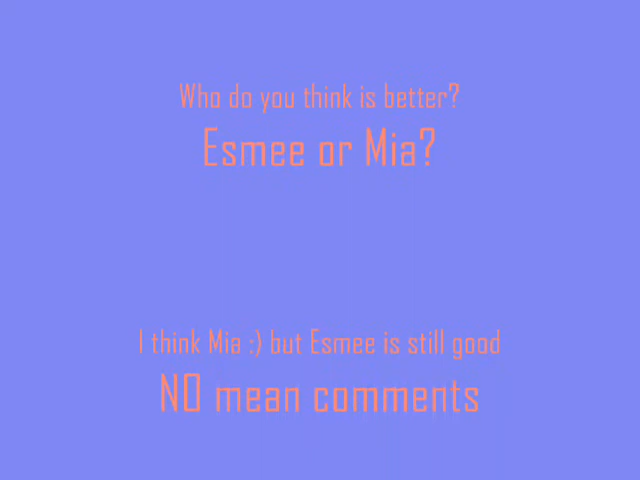 Who do you think is better?
Esmee or Mia?
I think Mia :) but Esmee is still good
NO mean comments